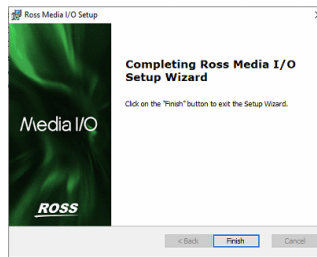 Ross Media I/O Setup
Completing Ross Media I/O
Setup Wizard
Click on the "Finish" button to exit the Setup Wizard.
Media I/O
ROSS
< Back
Finish
Cancel